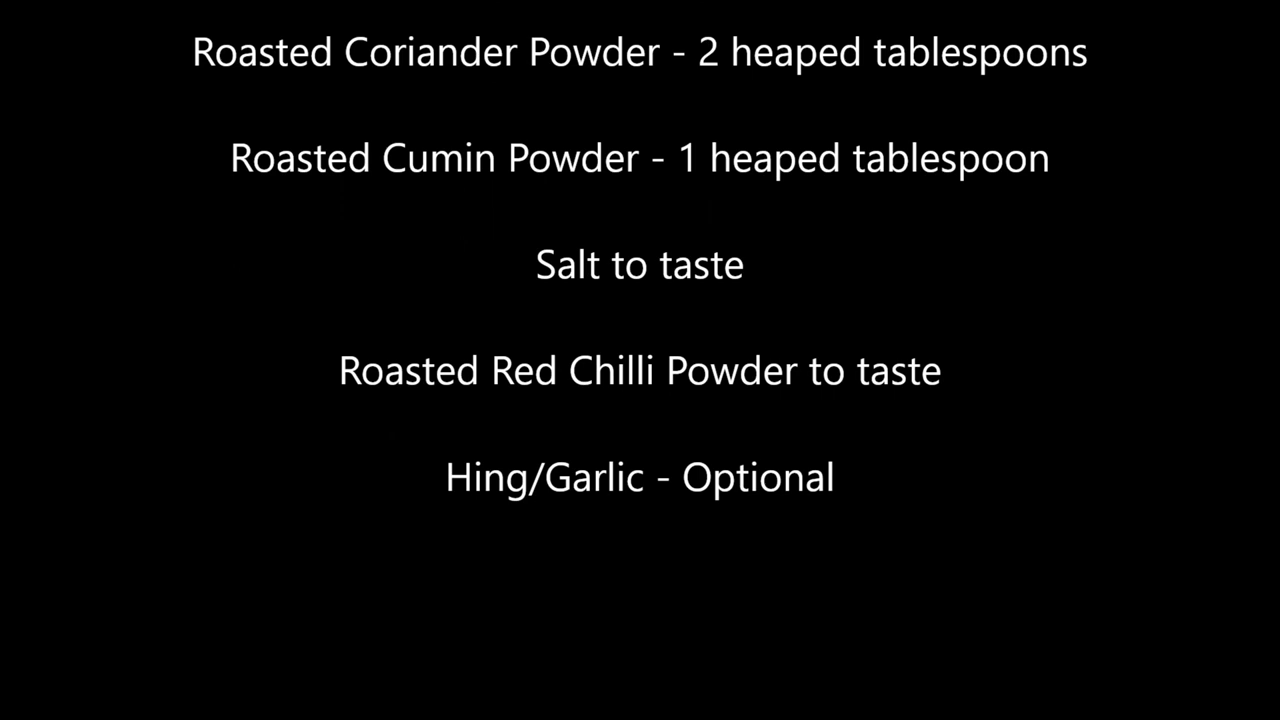 Roasted Coriander Powder - 2 heaped tablespoons
Roasted Cumin Powder - 1 heaped tablespoon
Salt to taste
Roasted Red Chilli Powder to taste
Hing/Garlic - Optional